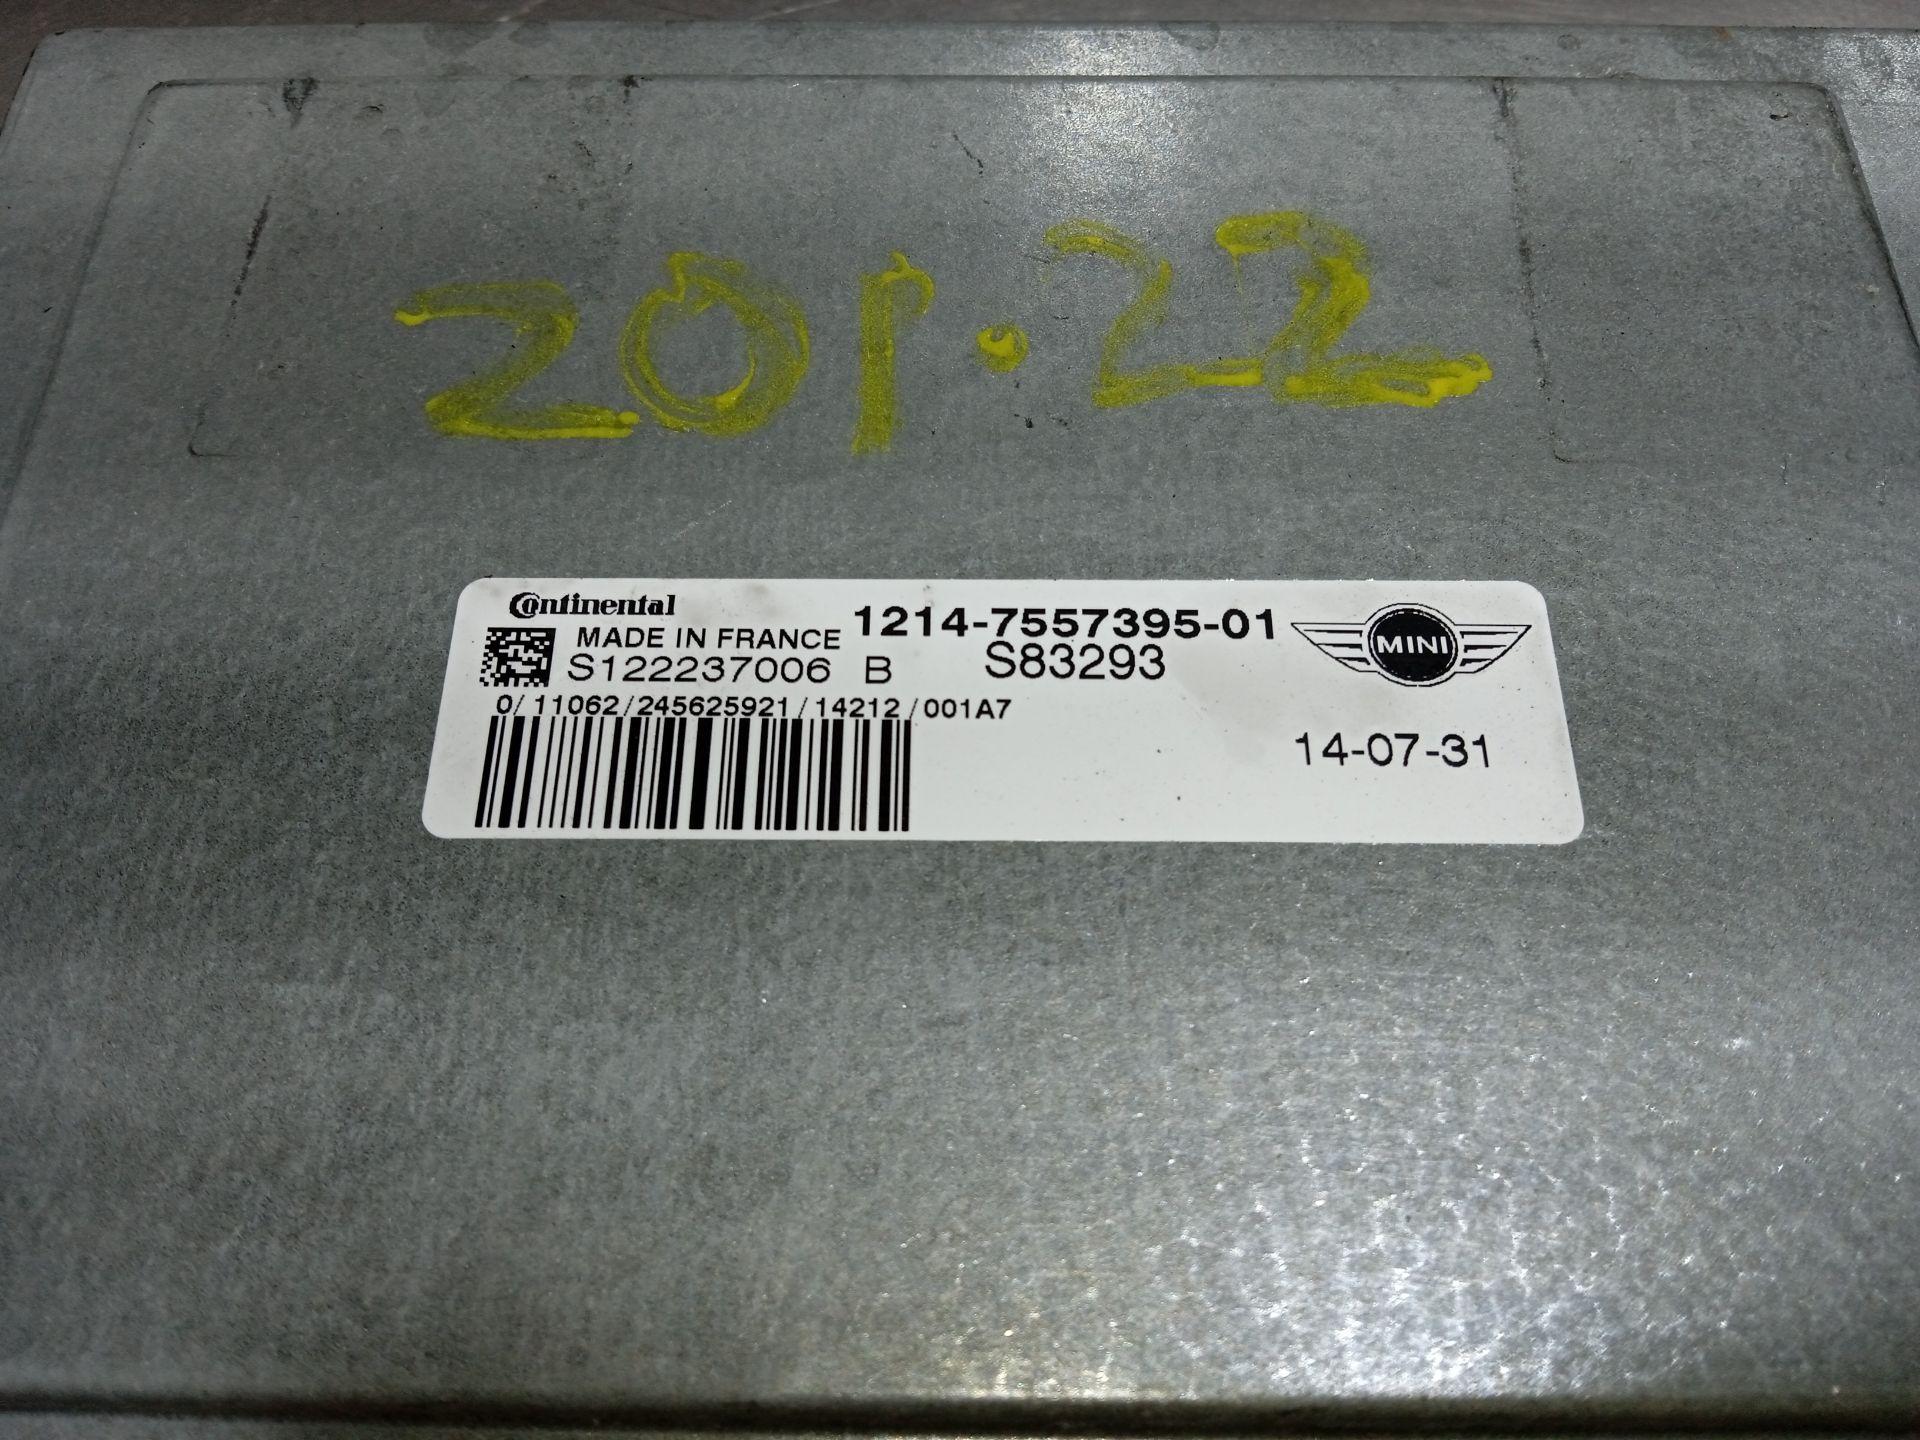 201.22
Continental
1214-7557395-01
MADE IN FRANCE
S122237006 B S83293
MINI
0/11062/245625921/14212/001A7
14-07-31